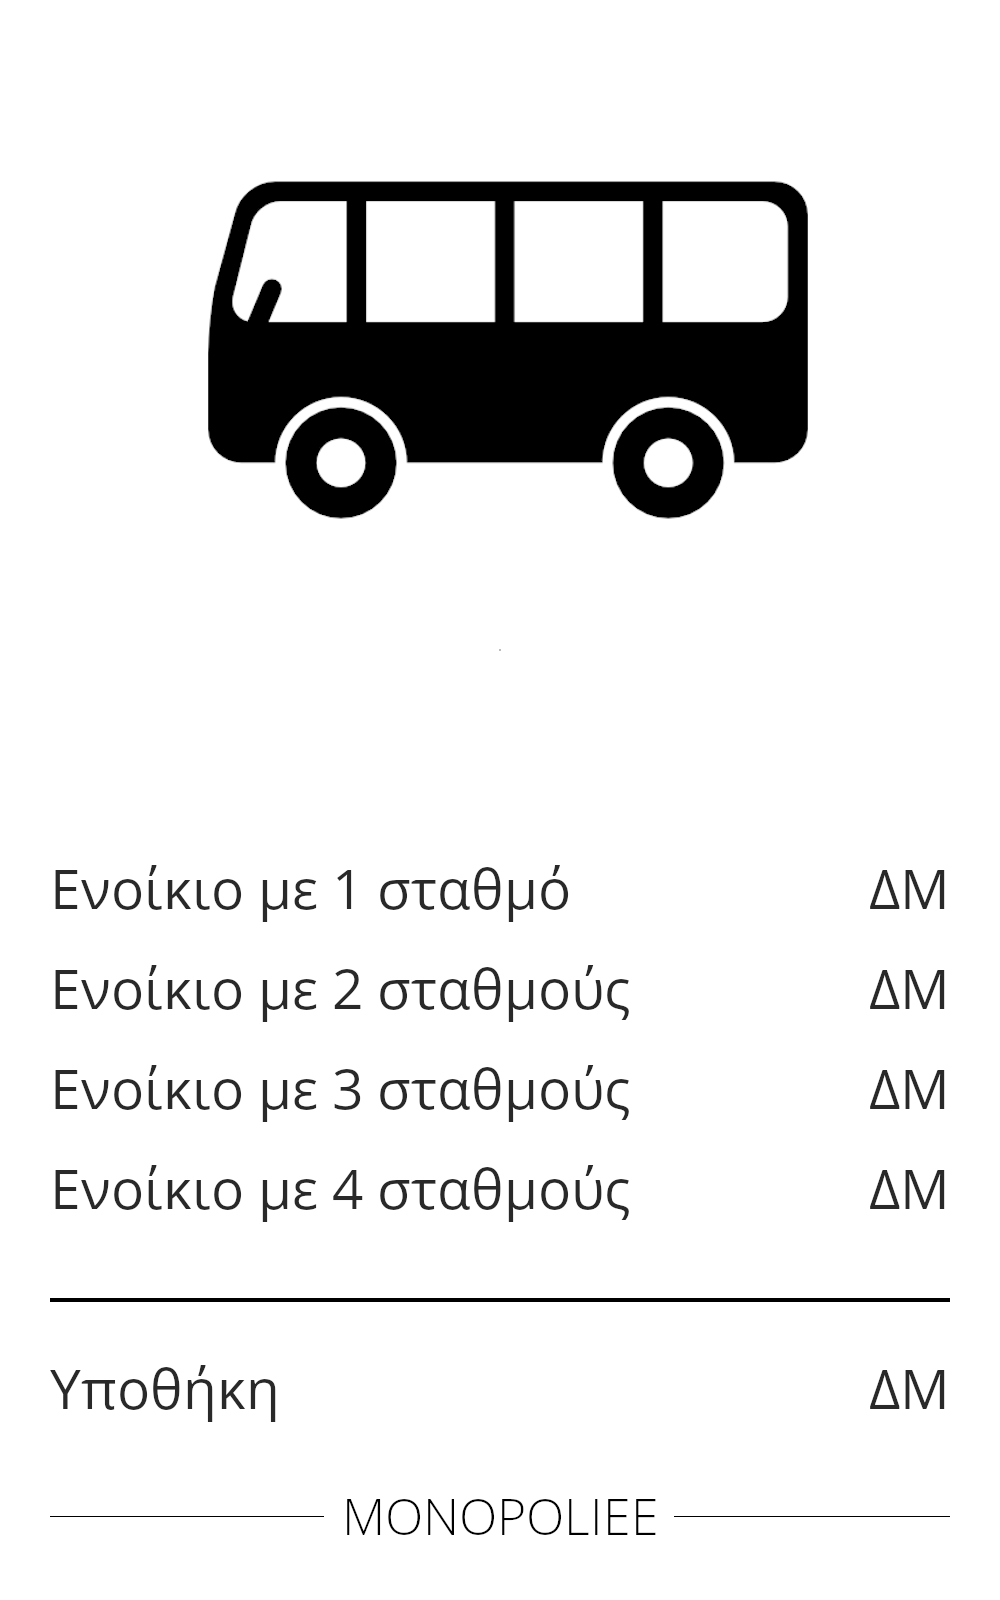 Ενοίκιο με 1 σταθμό ΔΜ
Ενοίκιο με 2 σταθμούς ΔΜ
Ενοίκιο με 3 σταθμούς ΔΜ
Ενοίκιο με 4 σταθμούς ΔΜ
Υποθήκη ΔΜ
MONOPOLIEE